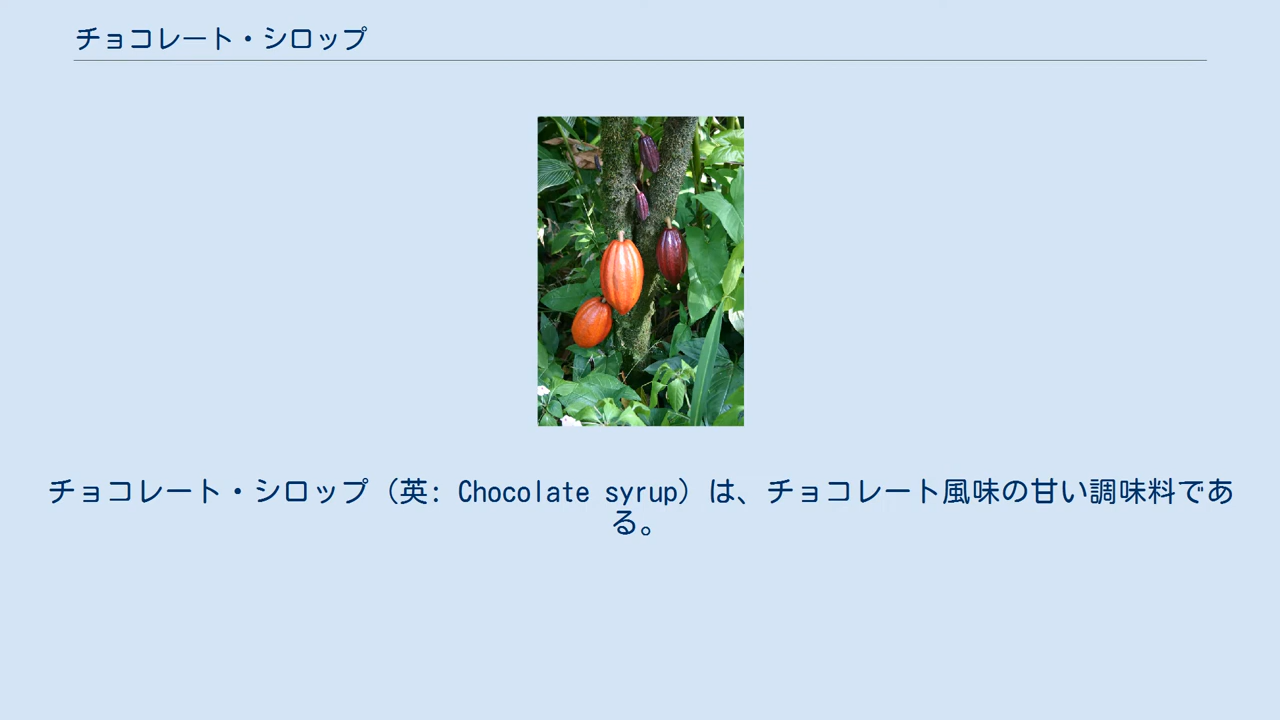 チョコレート・シロップ
チョコレート・シロップ（英: Chocolate syrup）は、チョコレート風味の甘い調味料であ
る。